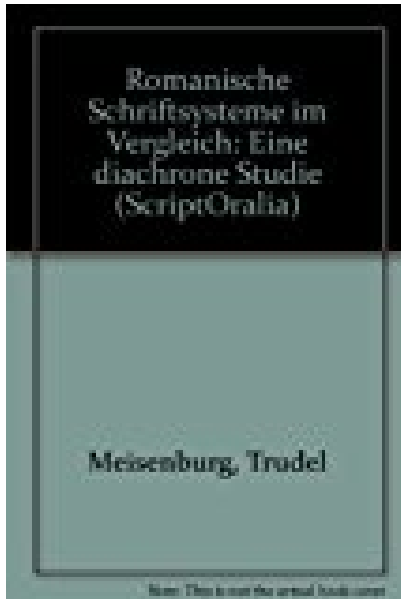 Romanische
Schriftsysteme im
Vergleich: Eine
diachrone Studie
(ScriptOralia)
Meisenburg, Trudel
Note: This is not the actual book cover